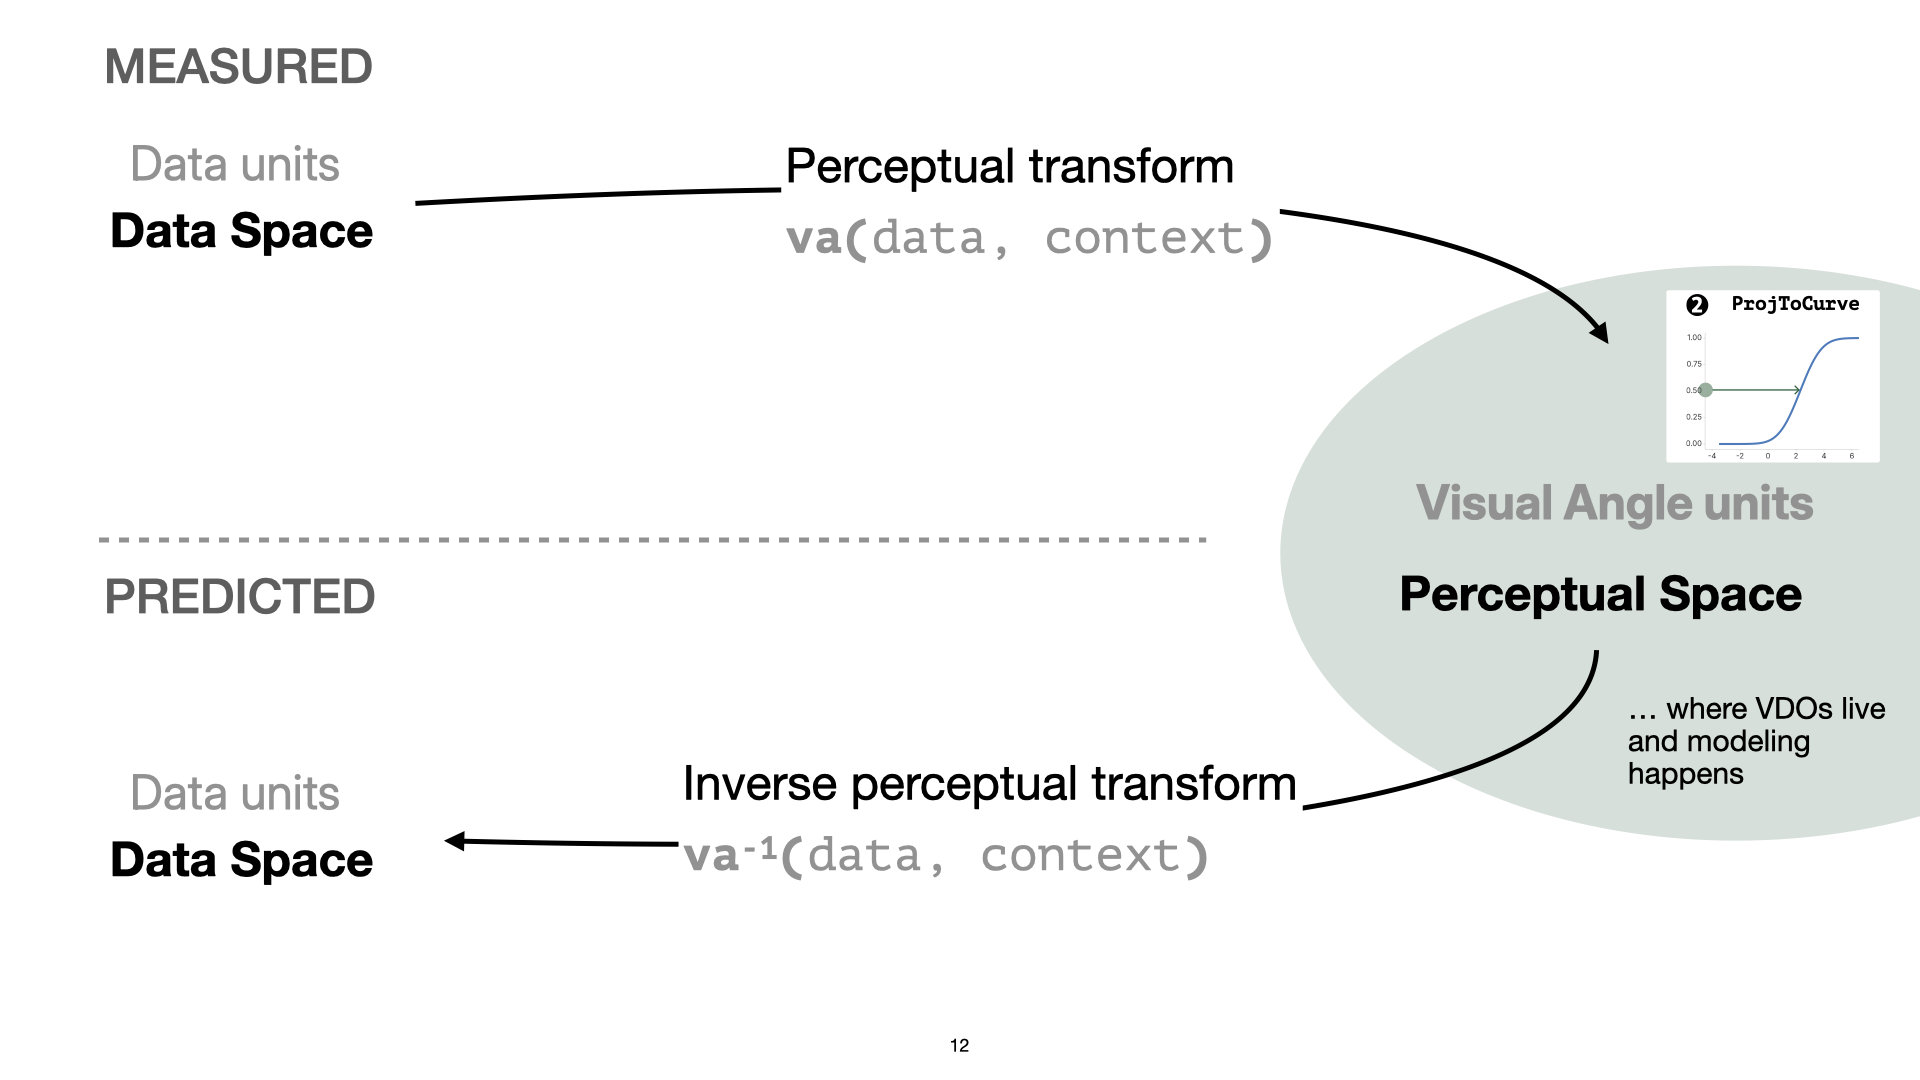 MEASURED
Data units
Data Space
Perceptual transform
va(data, context)
❷ ProjToCurve
1.00
0.75
0.50
0.25
0.00
-4 -2 0 2 4 6
Visual Angle units
Perceptual Space
... where VDOs live
and modeling
happens
PREDICTED
Data units
Data Space
Inverse perceptual transform
va⁻¹(data, context)
12